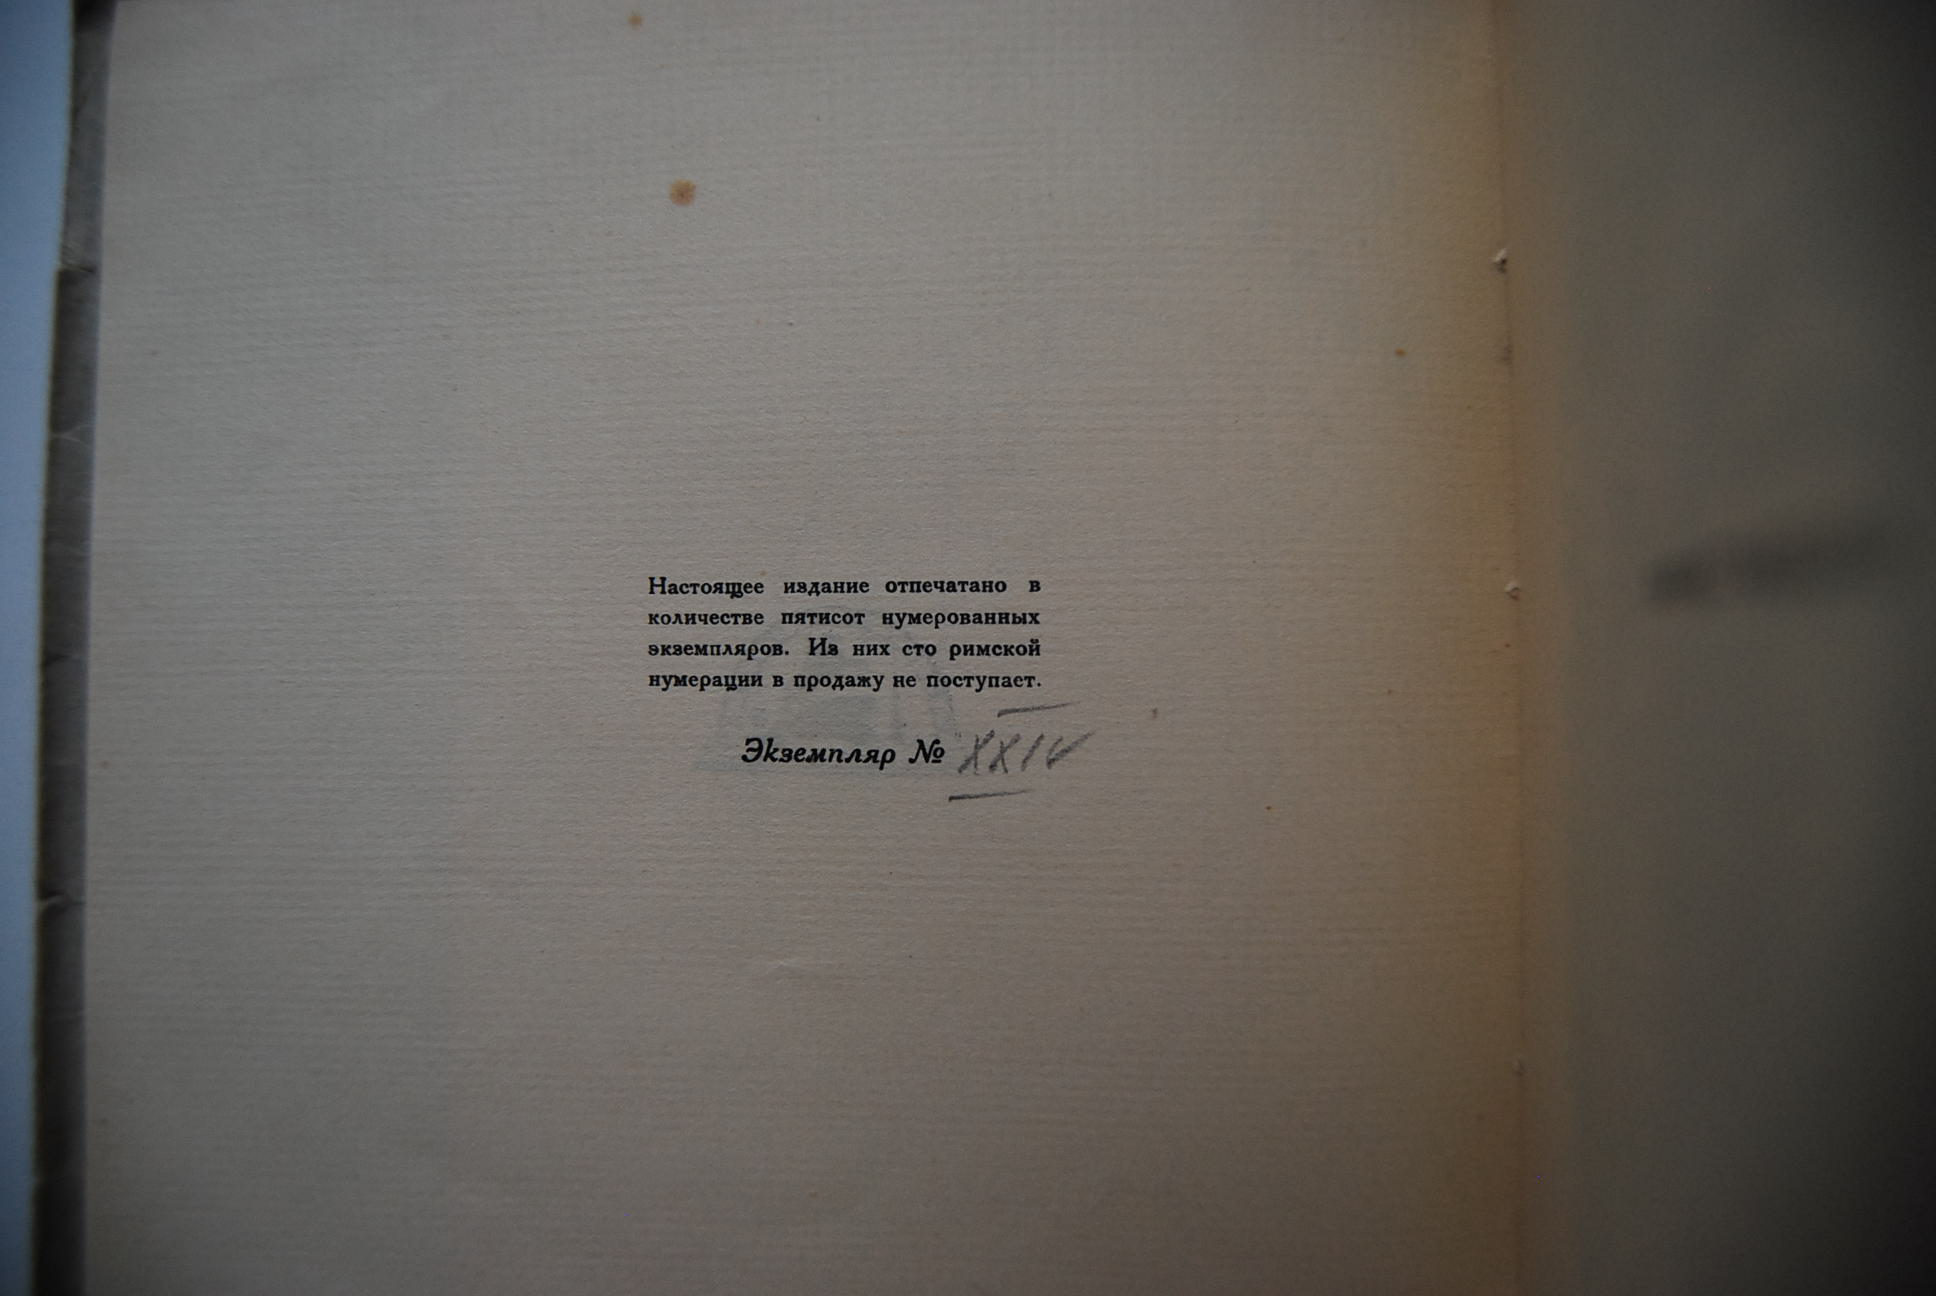 Настоящее издание отпечатано в
количестве пятисот нумерованных
экземпляров. Из них сто римской
нумерации в продажу не поступает.
Экземпляр № XXIV